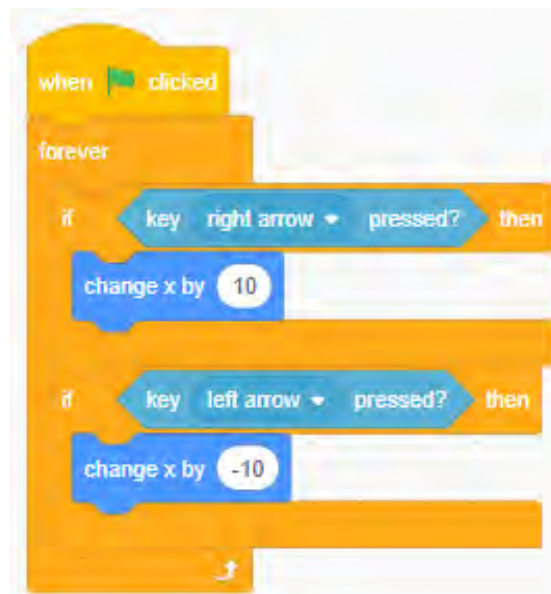 when clicked
forever
if key right arrow pressed? then
change x by 10
if key left arrow pressed? then
change x by -10